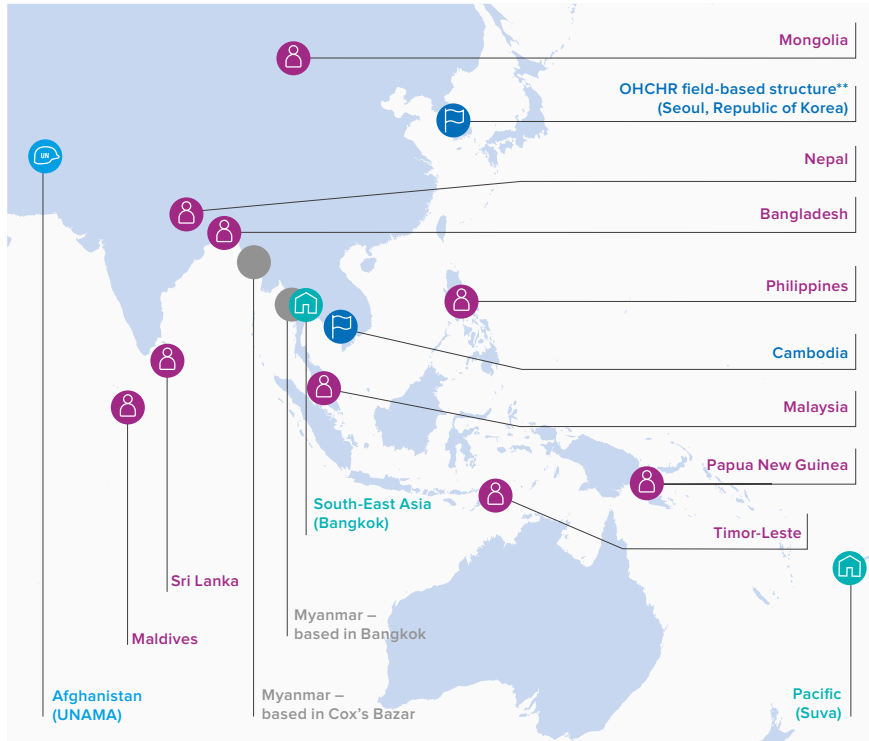 Mongolia
OHCHR field-based structure**
(Seoul, Republic of Korea)
UN
Nepal
Bangladesh
Philippines
Cambodia
Malaysia
Papua New Guinea
South-East Asia
(Bangkok)
Timor-Leste
Sri Lanka
Myanmar –
based in Bangkok
Maldives
Afghanistan
(UNAMA)
Myanmar –
based in Cox's Bazar
Pacific
(Suva)